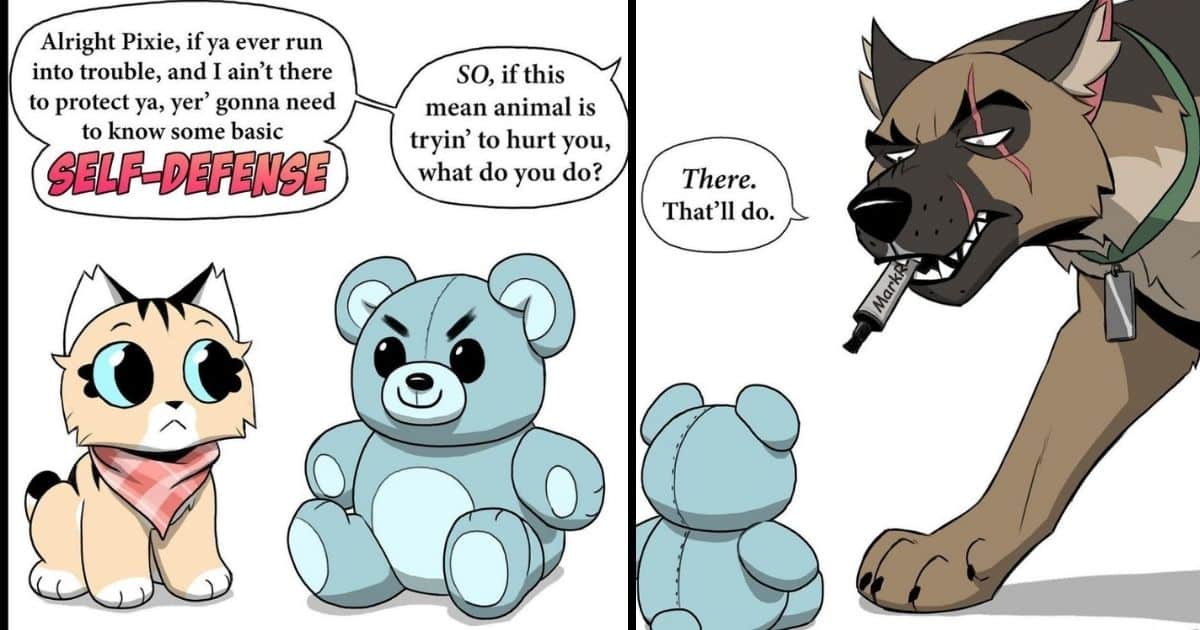 Alright Pixie, if ya ever run
into trouble, and I ain't there
to protect ya, yer' gonna need
to know some basic
SELF-DEFENSE
SO, if this
mean animal is
tryin' to hurt you,
what do you do?
There.
That'll do.
MarkR-